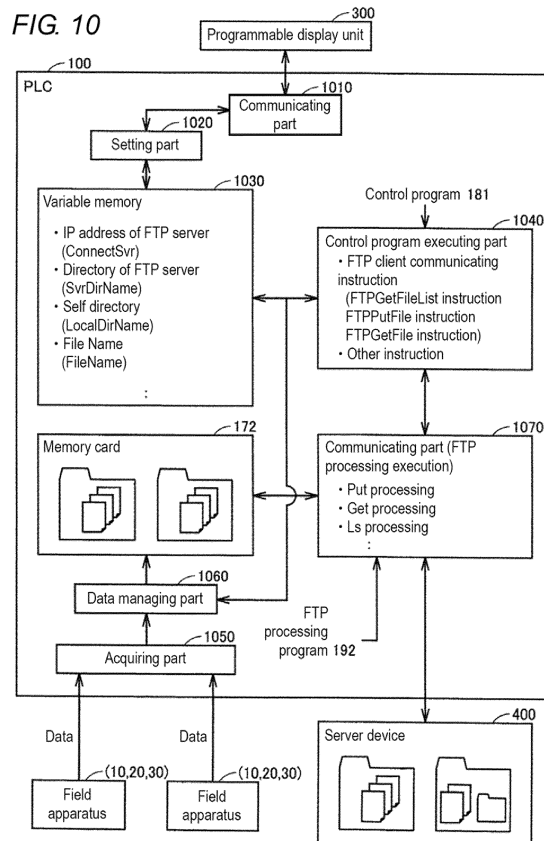 FIG. 10
300
Programmable display unit
100
PLC
1010
Communicating
part
1020
Setting part
1030
Variable memory
・ IP address of FTP server
(ConnectSvr)
・ Directory of FTP server
(SvrDirName)
・ Self directory
(LocalDirName)
・ File Name
(FileName)
:
Control program 181
1040
Control program executing part
・ FTP client communicating
instruction
(FTPGetFileList instruction
FTPPutFile instruction
FTPGetFile instruction)
・ Other instruction
172
Memory card
1070
Communicating part (FTP
processing execution)
・ Put processing
・ Get processing
・ Ls processing
:
1060
Data managing part
1050
Acquiring part
FTP
processing
program 192
Data
Data
(10,20,30)
Field
apparatus
(10,20,30)
Field
apparatus
400
Server device